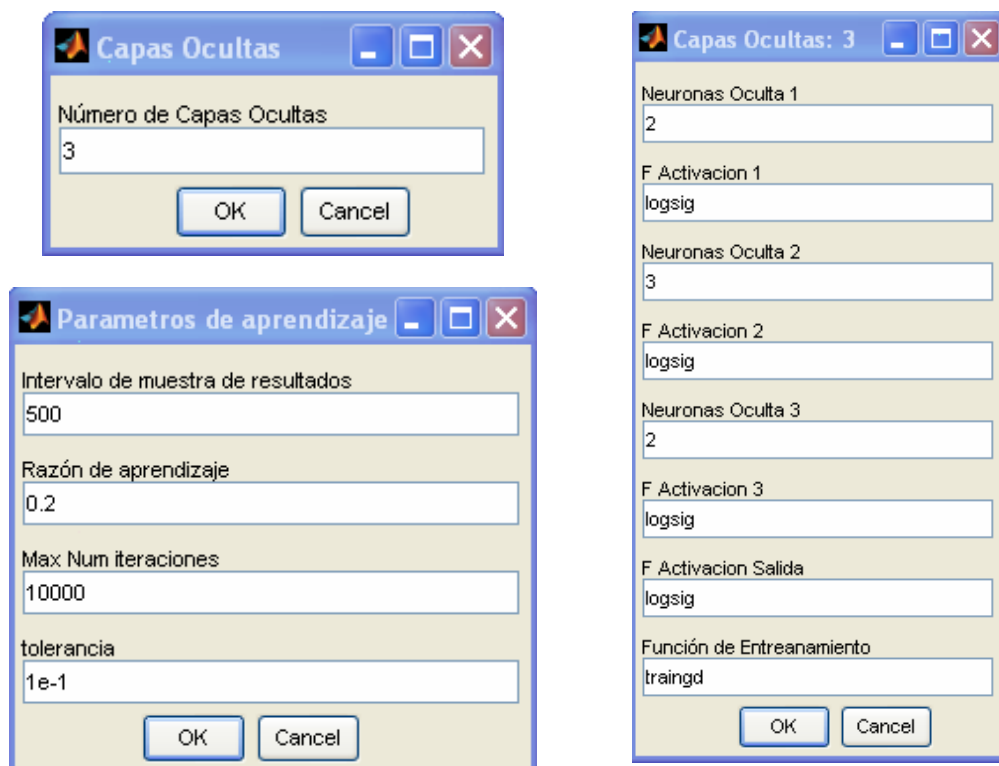 Capas Ocultas
Número de Capas Ocultas
3
OK
Cancel
Parametros de aprendizaje
Intervalo de muestra de resultados
500
Razón de aprendizaje
0.2
Max Num iteraciones
10000
tolerancia
1e-1
OK
Cancel
Capas Ocultas: 3
Neuronas Oculta 1
2
F Activacion 1
logsig
Neuronas Oculta 2
3
F Activacion 2
logsig
Neuronas Oculta 3
2
F Activacion 3
logsig
F Activacion Salida
logsig
Función de Entreanamiento
traingd
OK
Cancel